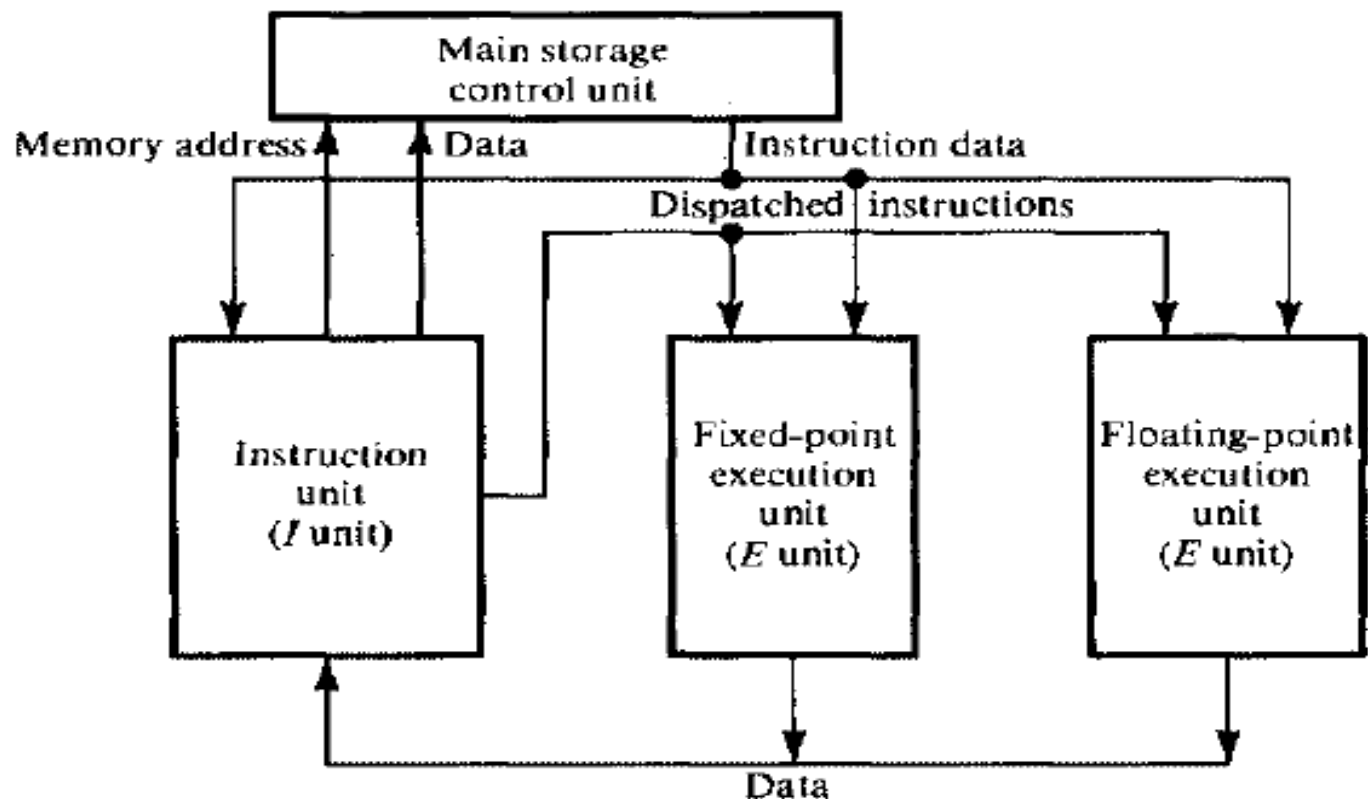 Main storage
control unit
Memory address
Data
Instruction data
Dispatched instructions
Instruction
unit
(I unit)
Fixed-point
execution
unit
(E unit)
Floating-point
execution
unit
(E unit)
Data